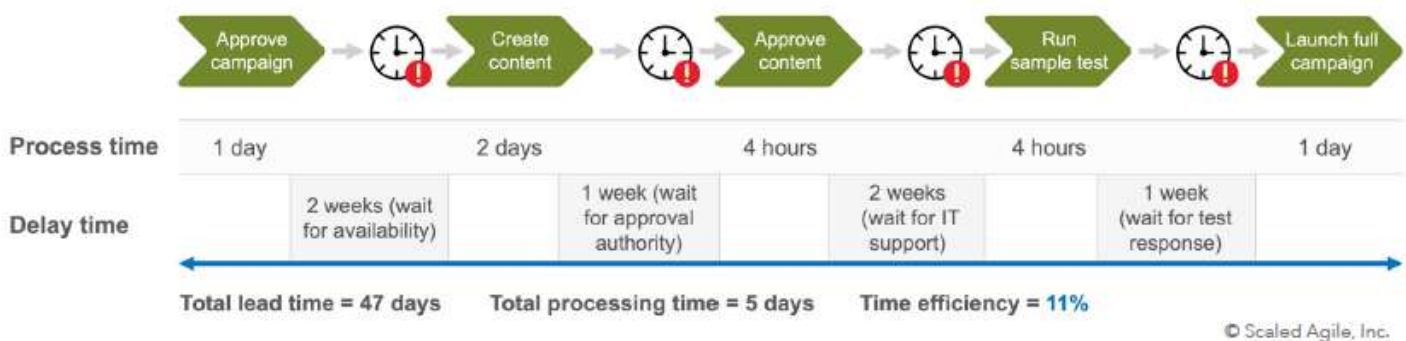 Approve
campaign
Create
content
Approve
content
Run
sample test
Launch full
campaign
Process time
1 day
2 days
4 hours
4 hours
1 day
Delay time
2 weeks (wait
for availability)
1 week (wait
for approval
authority)
2 weeks
(wait for IT
support)
1 week
(wait for test
response)
Total lead time = 47 days
Total processing time = 5 days
Time efficiency = 11%
© Scaled Agile, Inc.